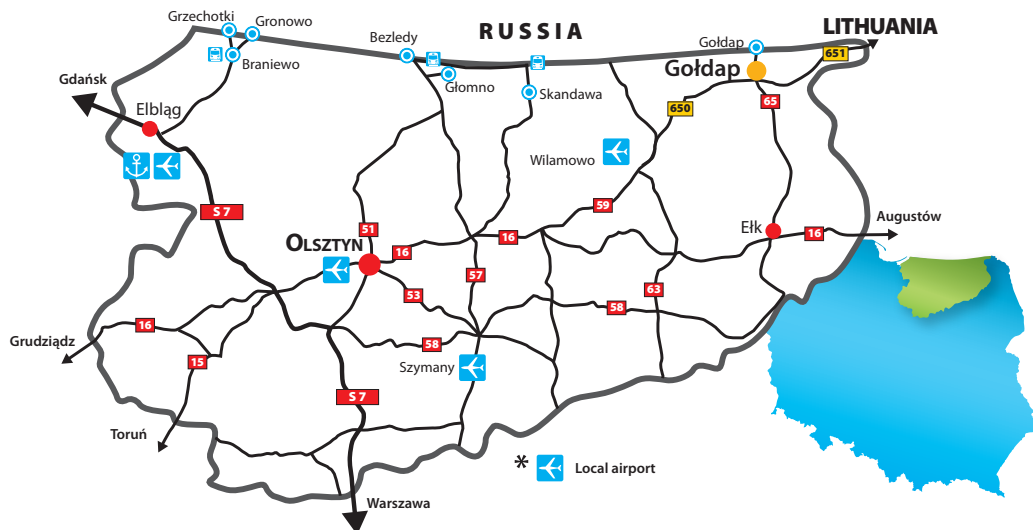 Grzechotki
Gronowo
RUSSIA
LITHUANIA
Bezledy
Gołdap
651
Braniewo
Gdańsk
Głomno
Gołdap
Skandawa
650
65
Elbląg
Wilamowo
S 7
59
51
Ełk
Augustów
OLSZTYN
16
16
16
57
53
63
58
16
58
Grudziądz
15
Szymany
S 7
Toruń
* Local airport
Warszawa